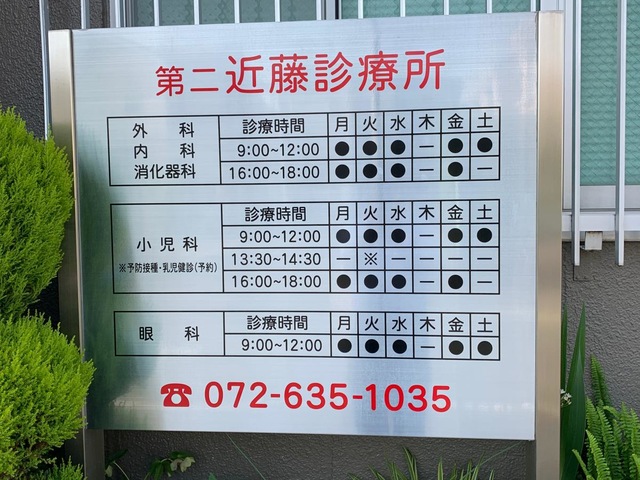 第二近藤診療所
外科 診療時間 月 火 水 木 金 土
内科 9:00~12:00 ● ● ● ー ● ●
消化器科 16:00~18:00 ● ● ● ー ● ー
診療時間 月 火 水 木 金 土
小児科 9:00~12:00 ● ● ● ー ● ●
※予防接種・乳児健診(予約) 13:30~14:30 ー ※ ー ー ー ー
16:00~18:00 ● ● ● ー ● ー
眼科 診療時間 月 火 水 木 金 土
9:00~12:00 ● ● ● ー ● ●
☎ 072-635-1035